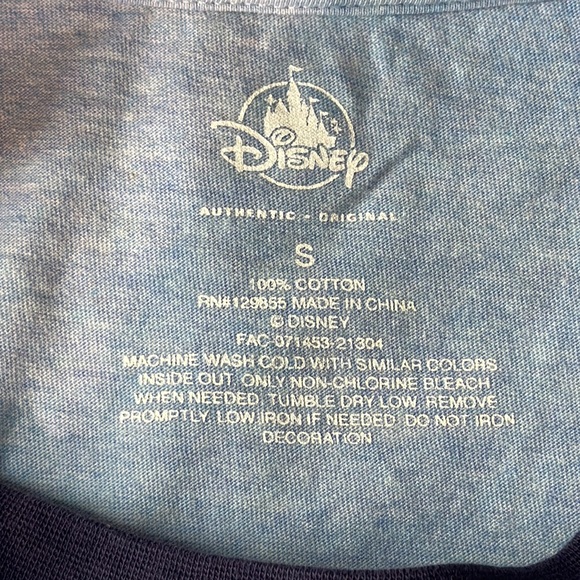 Disney
AUTHENTIC • ORIGINAL
S
100% COTTON
RN#129855 MADE IN CHINA
© DISNEY
FAC-071453-21304
MACHINE WASH COLD WITH SIMILAR COLORS
INSIDE OUT. ONLY NON-CHLORINE BLEACH
WHEN NEEDED. TUMBLE DRY LOW. REMOVE
PROMPTLY. LOW IRON IF NEEDED. DO NOT IRON
DECORATION